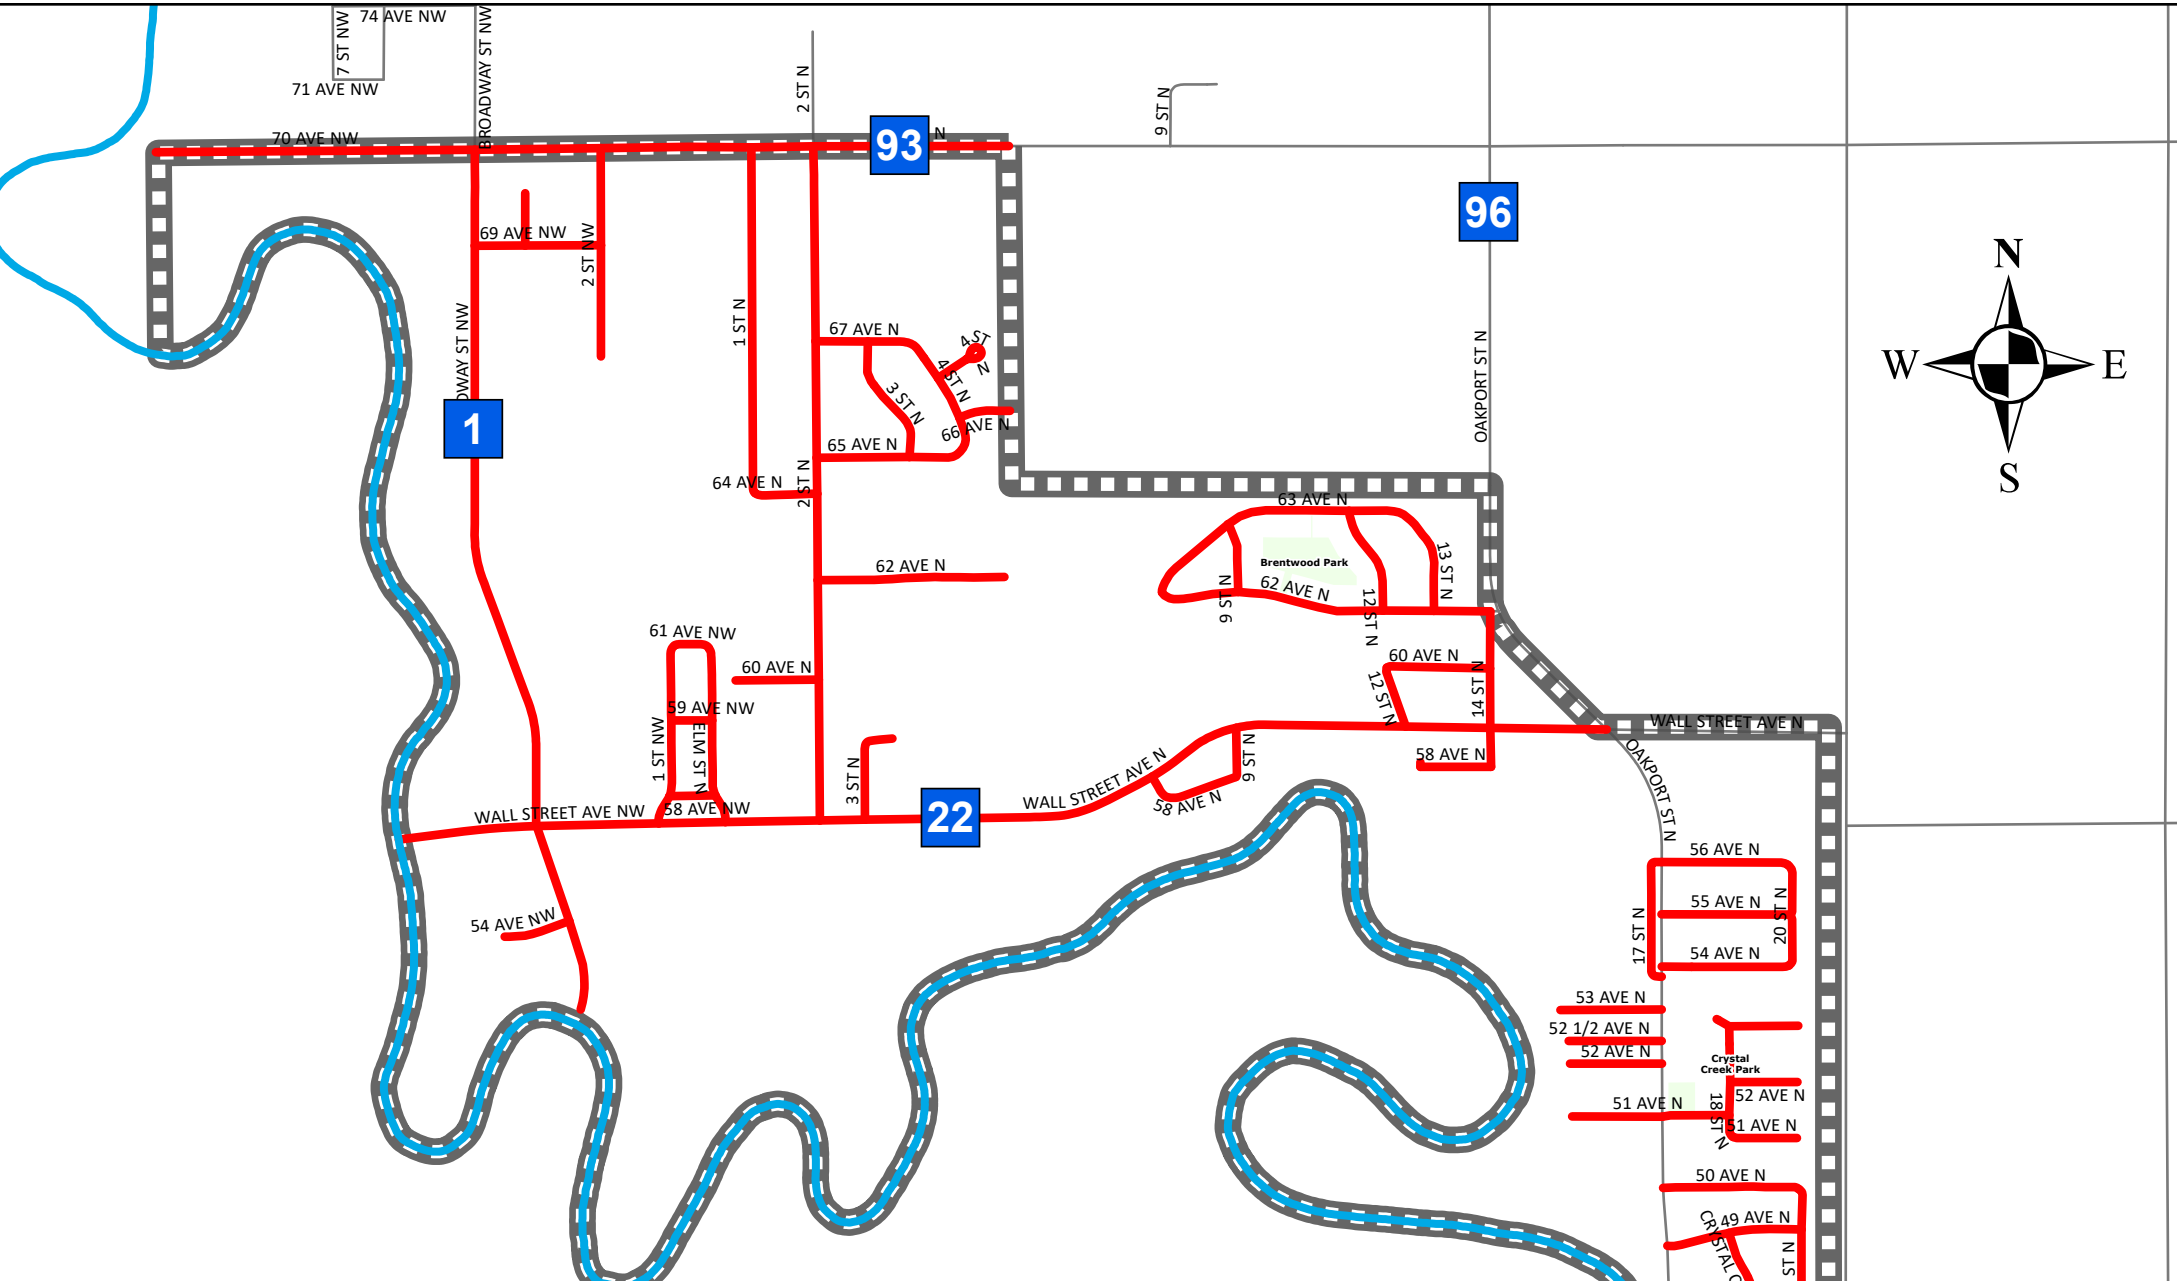 74 AVE NW
7 ST NW
BROADWAY ST NW
71 AVE NW
2 ST N
9 ST N
70 AVE NW
93
N
96
69 AVE NW
2 ST NW
N
W
E
S
1 ST N
67 AVE N
4 ST
N
4 ST N
3 ST N
OAKPORT ST N
1
66 AVE N
65 AVE N
64 AVE N
2 ST N
63 AVE N
Brentwood Park
13 ST N
62 AVE N
62 AVE N
9 ST N
12 ST N
61 AVE NW
60 AVE N
60 AVE N
12 ST N
14 ST N
59 AVE NW
1 ST NW
ELM ST N
WALL STREET AVE N
OAKPORT ST N
9 ST N
58 AVE N
3 ST N
WALL STREET AVE N
58 AVE N
WALL STREET AVE NW
58 AVE NW
22
56 AVE N
55 AVE N
20 ST N
17 ST N
54 AVE NW
54 AVE N
53 AVE N
52 1/2 AVE N
52 AVE N
Crystal
Creek Park
52 AVE N
51 AVE N
18 ST N
51 AVE N
50 AVE N
49 AVE N
ST N